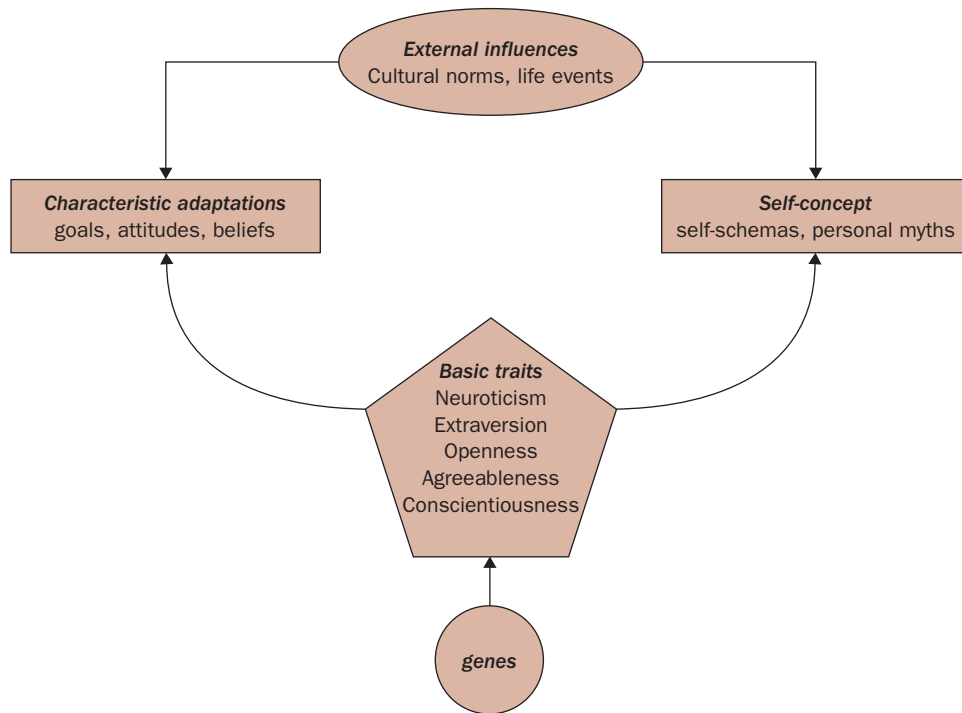 External influences
Cultural norms, life events
Characteristic adaptations
goals, attitudes, beliefs
Self-concept
self-schemas, personal myths
Basic traits
Neuroticism
Extraversion
Openness
Agreeableness
Conscientiousness
genes